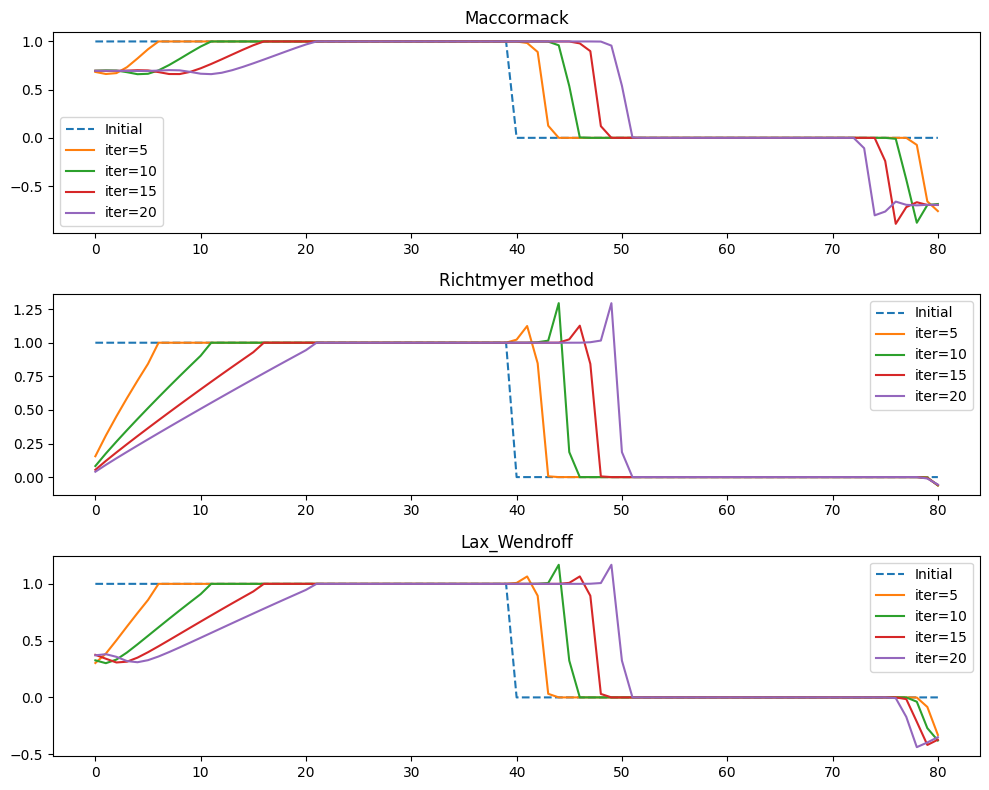 Maccormack
1.0
0.5
0.0
−0.5
Initial
iter=5
iter=10
iter=15
iter=20
0 10 20 30 40 50 60 70 80
Richtmyer method
1.25
1.00
0.75
0.50
0.25
0.00
Initial
iter=5
iter=10
iter=15
iter=20
0 10 20 30 40 50 60 70 80
Lax_Wendroff
1.0
0.5
0.0
−0.5
Initial
iter=5
iter=10
iter=15
iter=20
0 10 20 30 40 50 60 70 80